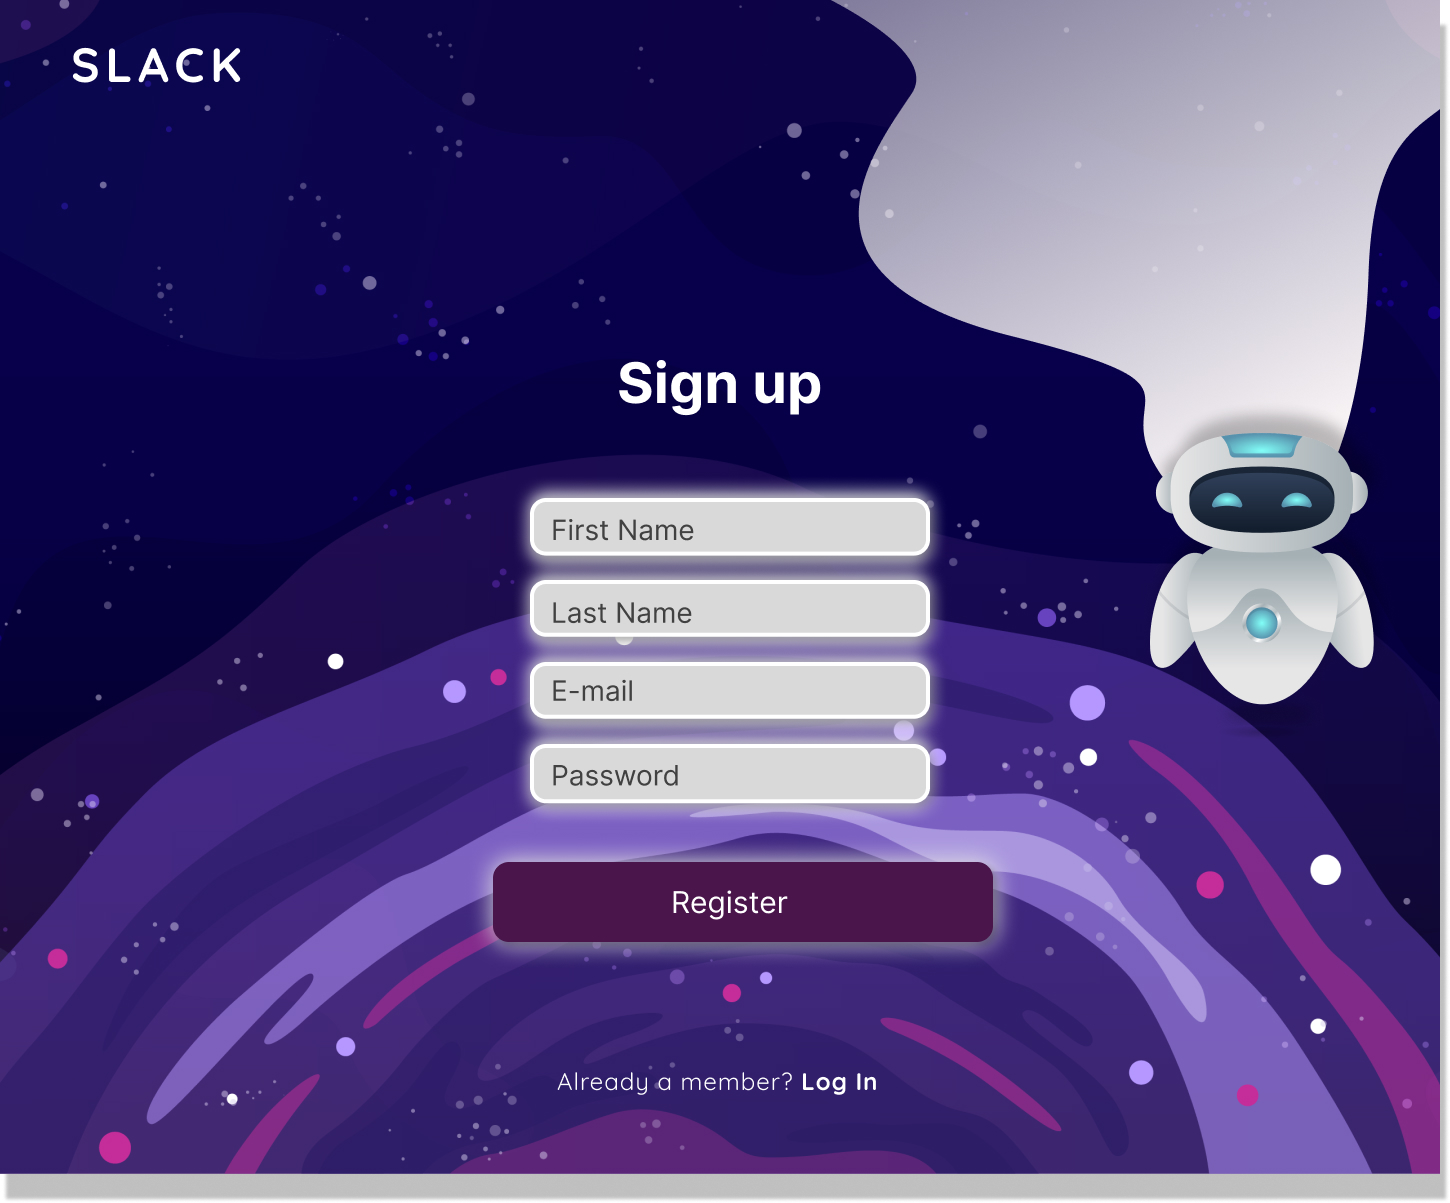 SLACK
Sign up
First Name
Last Name
E-mail
Password
Register
Already a member? Log In